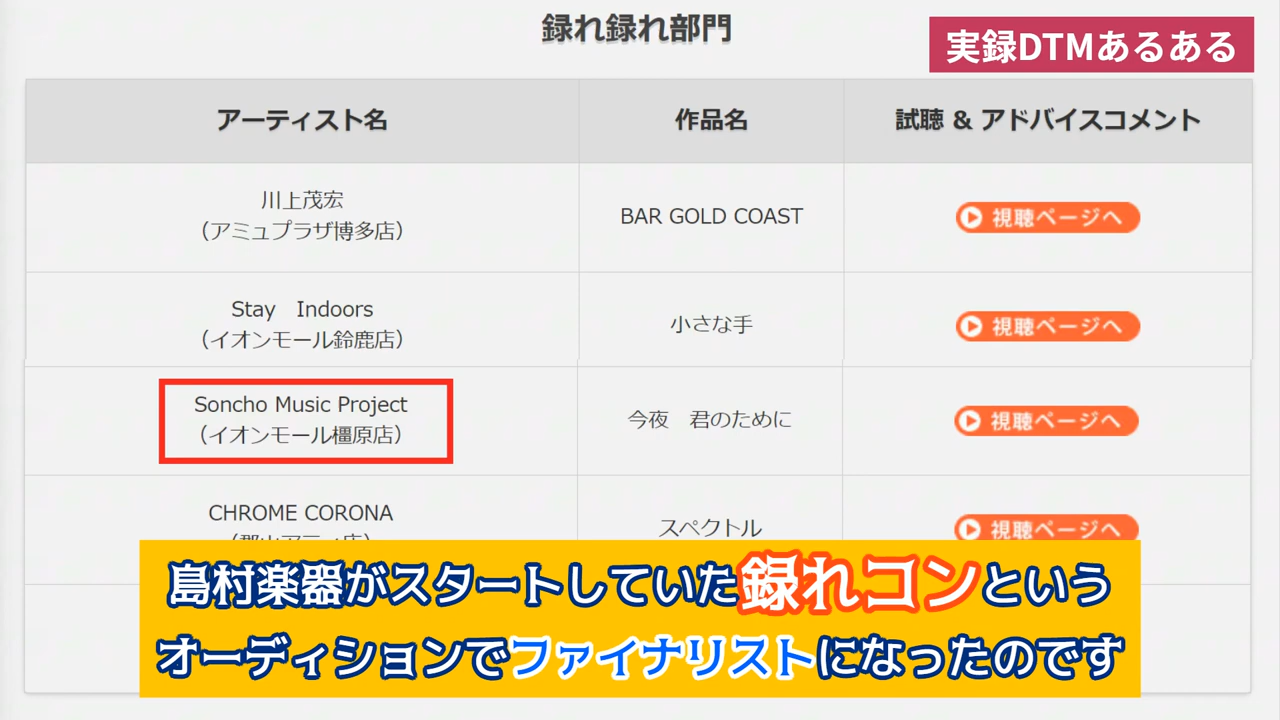 録れ録れ部門
実録DTMあるある
アーティスト名
作品名
試聴 & アドバイスコメント
川上茂宏
（アミュプラザ博多店）
BAR GOLD COAST
視聴ページへ
Stay　Indoors
（イオンモール鈴鹿店）
小さな手
視聴ページへ
Soncho Music Project
（イオンモール橿原店）
今夜　君のために
視聴ページへ
CHROME CORONA
スペクトル
視聴ページへ
島村楽器がスタートしていた録れコンという
オーディションでファイナリストになったのです